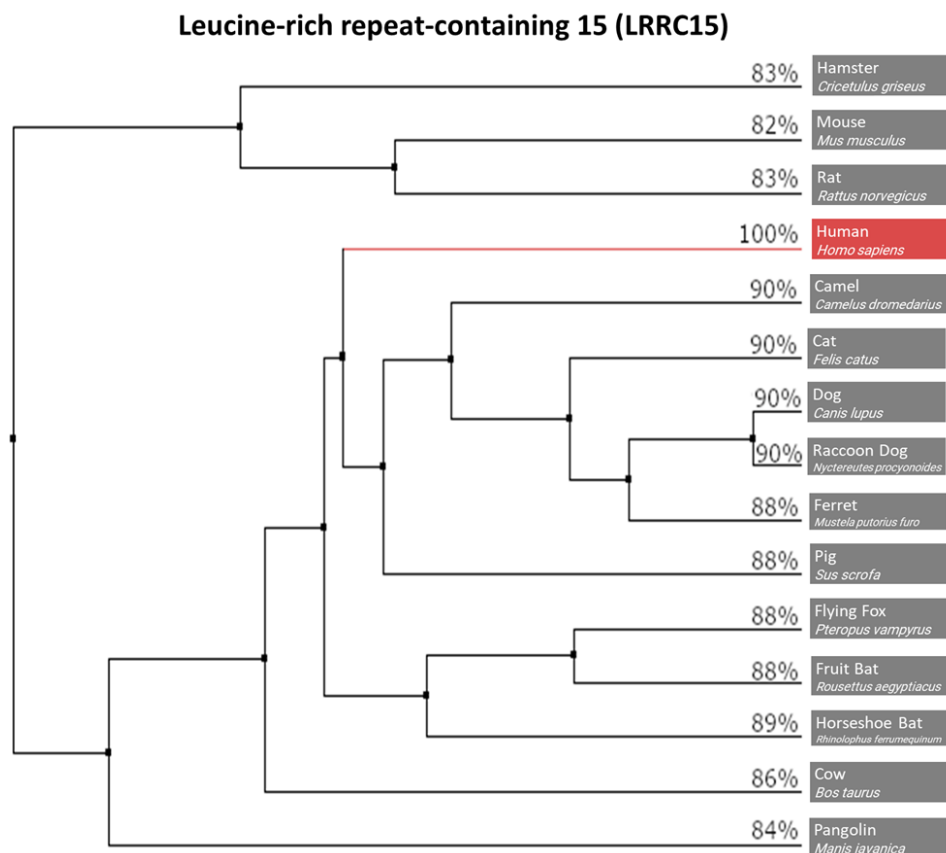 Leucine-rich repeat-containing 15 (LRRC15)
83%
Hamster
Cricetulus griseus
82%
Mouse
Mus musculus
83%
Rat
Rattus norvegicus
100%
Human
Homo sapiens
90%
Camel
Camelus dromedarius
90%
Cat
Felis catus
90%
Dog
Canis lupus
90%
Raccoon Dog
Nyctereutes procyonoides
88%
Ferret
Mustela putorius furo
88%
Pig
Sus scrofa
88%
Flying Fox
Pteropus vampyrus
88%
Fruit Bat
Rousettus aegyptiacus
89%
Horseshoe Bat
Rhinolophus ferrumequinum
86%
Cow
Bos taurus
84%
Pangolin
Manis javanica